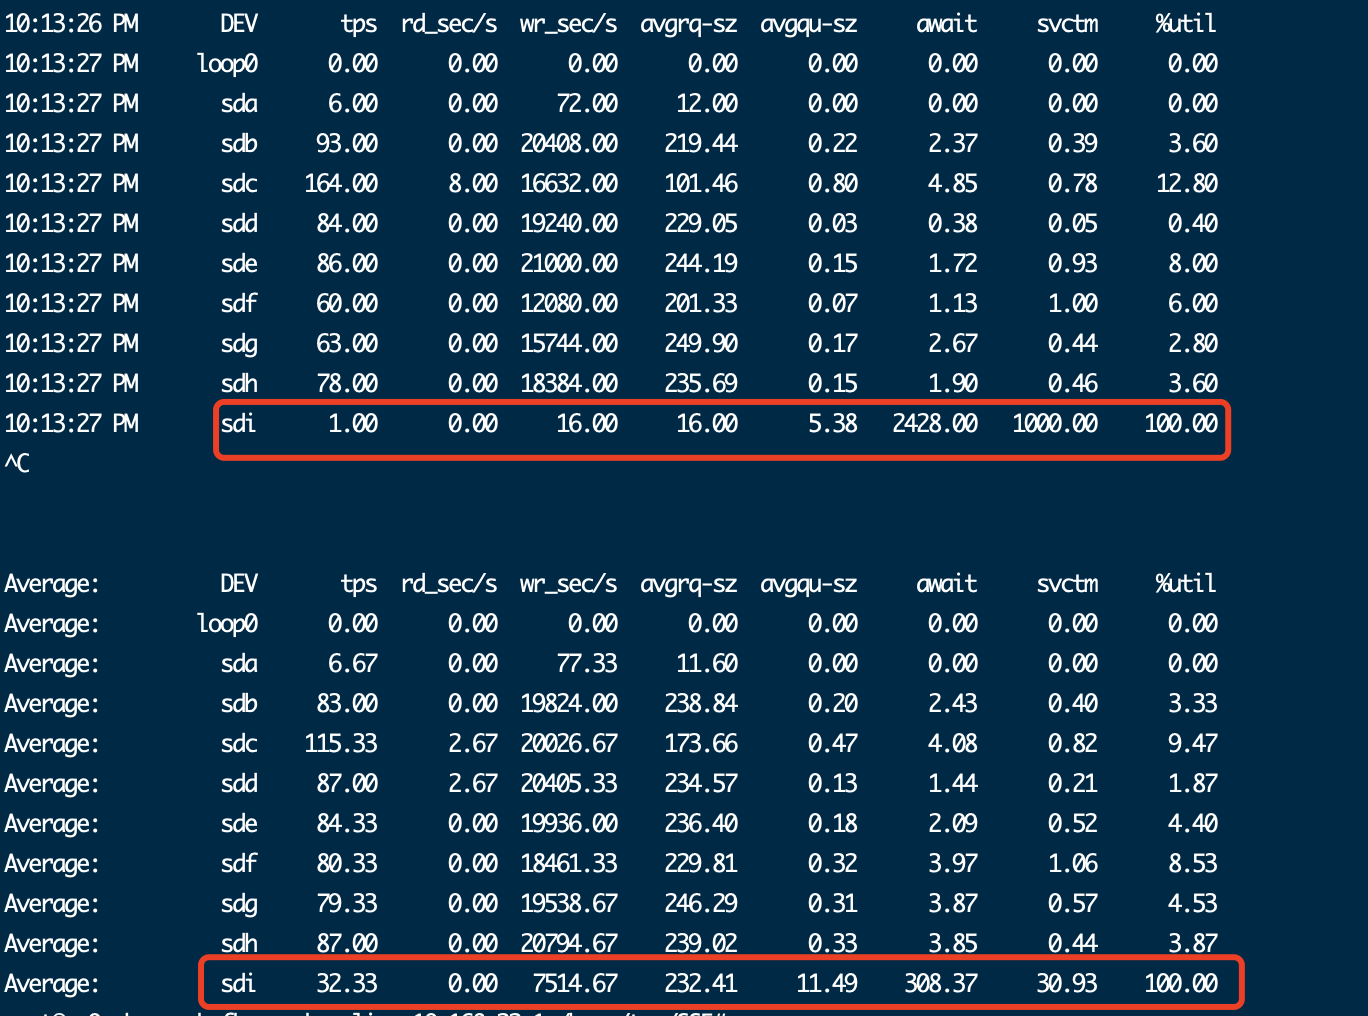 10:13:26 PM DEV tps rd_sec/s wr_sec/s avgrq-sz avgqu-sz await svctm %util
10:13:27 PM loop0 0.00 0.00 0.00 0.00 0.00 0.00 0.00 0.00
10:13:27 PM sda 6.00 0.00 72.00 12.00 0.00 0.00 0.00 0.00
10:13:27 PM sdb 93.00 0.00 20408.00 219.44 0.22 2.37 0.39 3.60
10:13:27 PM sdc 164.00 8.00 16632.00 101.46 0.80 4.85 0.78 12.80
10:13:27 PM sdd 84.00 0.00 19240.00 229.05 0.03 0.38 0.05 0.40
10:13:27 PM sde 86.00 0.00 21000.00 244.19 0.15 1.72 0.93 8.00
10:13:27 PM sdf 60.00 0.00 12080.00 201.33 0.07 1.13 1.00 6.00
10:13:27 PM sdg 63.00 0.00 15744.00 249.90 0.17 2.67 0.44 2.80
10:13:27 PM sdh 78.00 0.00 18384.00 235.69 0.15 1.90 0.46 3.60
10:13:27 PM sdi 1.00 0.00 16.00 16.00 5.38 2428.00 1000.00 100.00
^C
Average: DEV tps rd_sec/s wr_sec/s avgrq-sz avgqu-sz await svctm %util
Average: loop0 0.00 0.00 0.00 0.00 0.00 0.00 0.00 0.00
Average: sda 6.67 0.00 77.33 11.60 0.00 0.00 0.00 0.00
Average: sdb 83.00 0.00 19824.00 238.84 0.20 2.43 0.40 3.33
Average: sdc 115.33 2.67 20026.67 173.66 0.47 4.08 0.82 9.47
Average: sdd 87.00 2.67 20405.33 234.57 0.13 1.44 0.21 1.87
Average: sde 84.33 0.00 19936.00 236.40 0.18 2.09 0.52 4.40
Average: sdf 80.33 0.00 18461.33 229.81 0.32 3.97 1.06 8.53
Average: sdg 79.33 0.00 19538.67 246.29 0.31 3.87 0.57 4.53
Average: sdh 87.00 0.00 20794.67 239.02 0.33 3.85 0.44 3.87
Average: sdi 32.33 0.00 7514.67 232.41 11.49 308.37 30.93 100.00